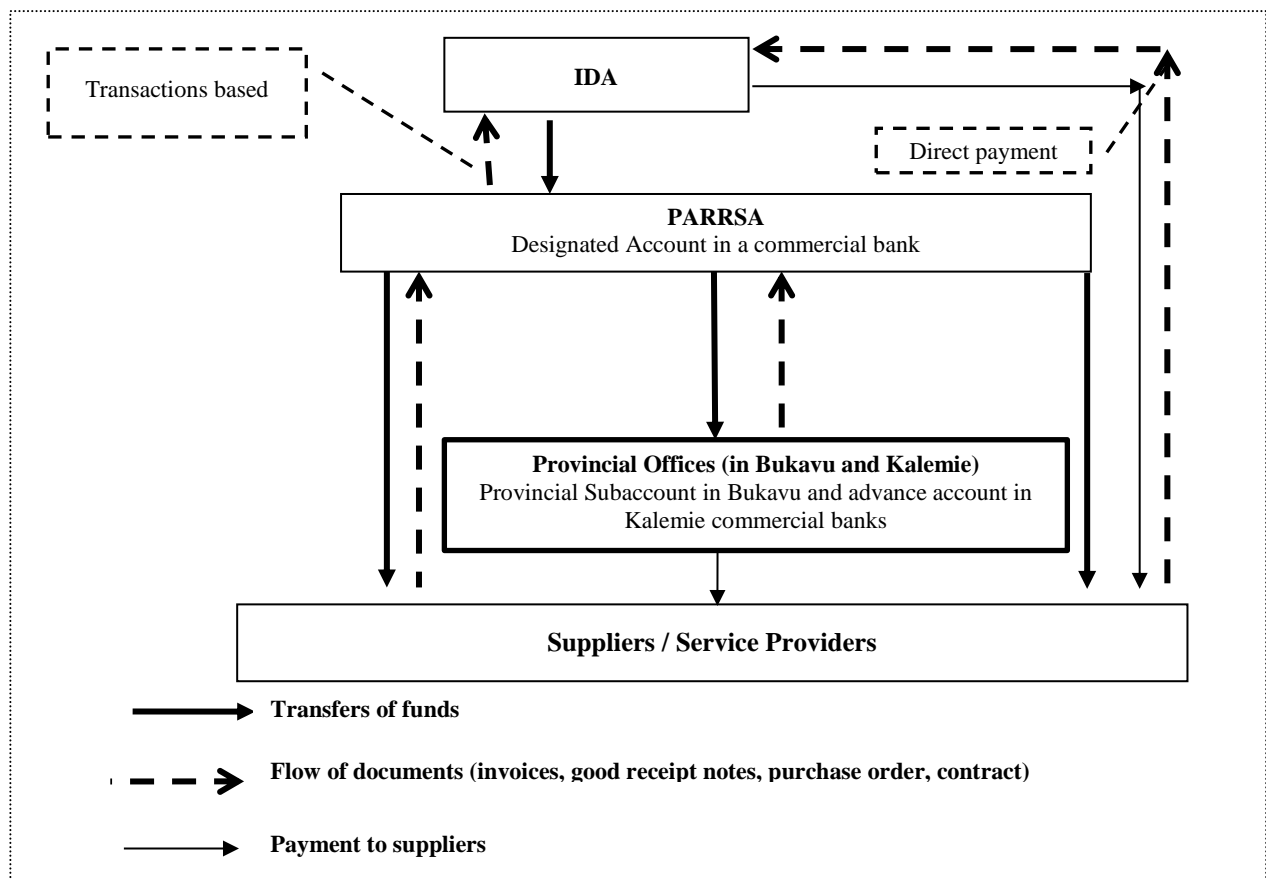 IDA
Transactions based
Direct payment
PARRSA
Designated Account in a commercial bank
Provincial Offices (in Bukavu and Kalemie)
Provincial Subaccount in Bukavu and advance account in
Kalemie commercial banks
Suppliers / Service Providers
Transfers of funds
Flow of documents (invoices, good receipt notes, purchase order, contract)
Payment to suppliers